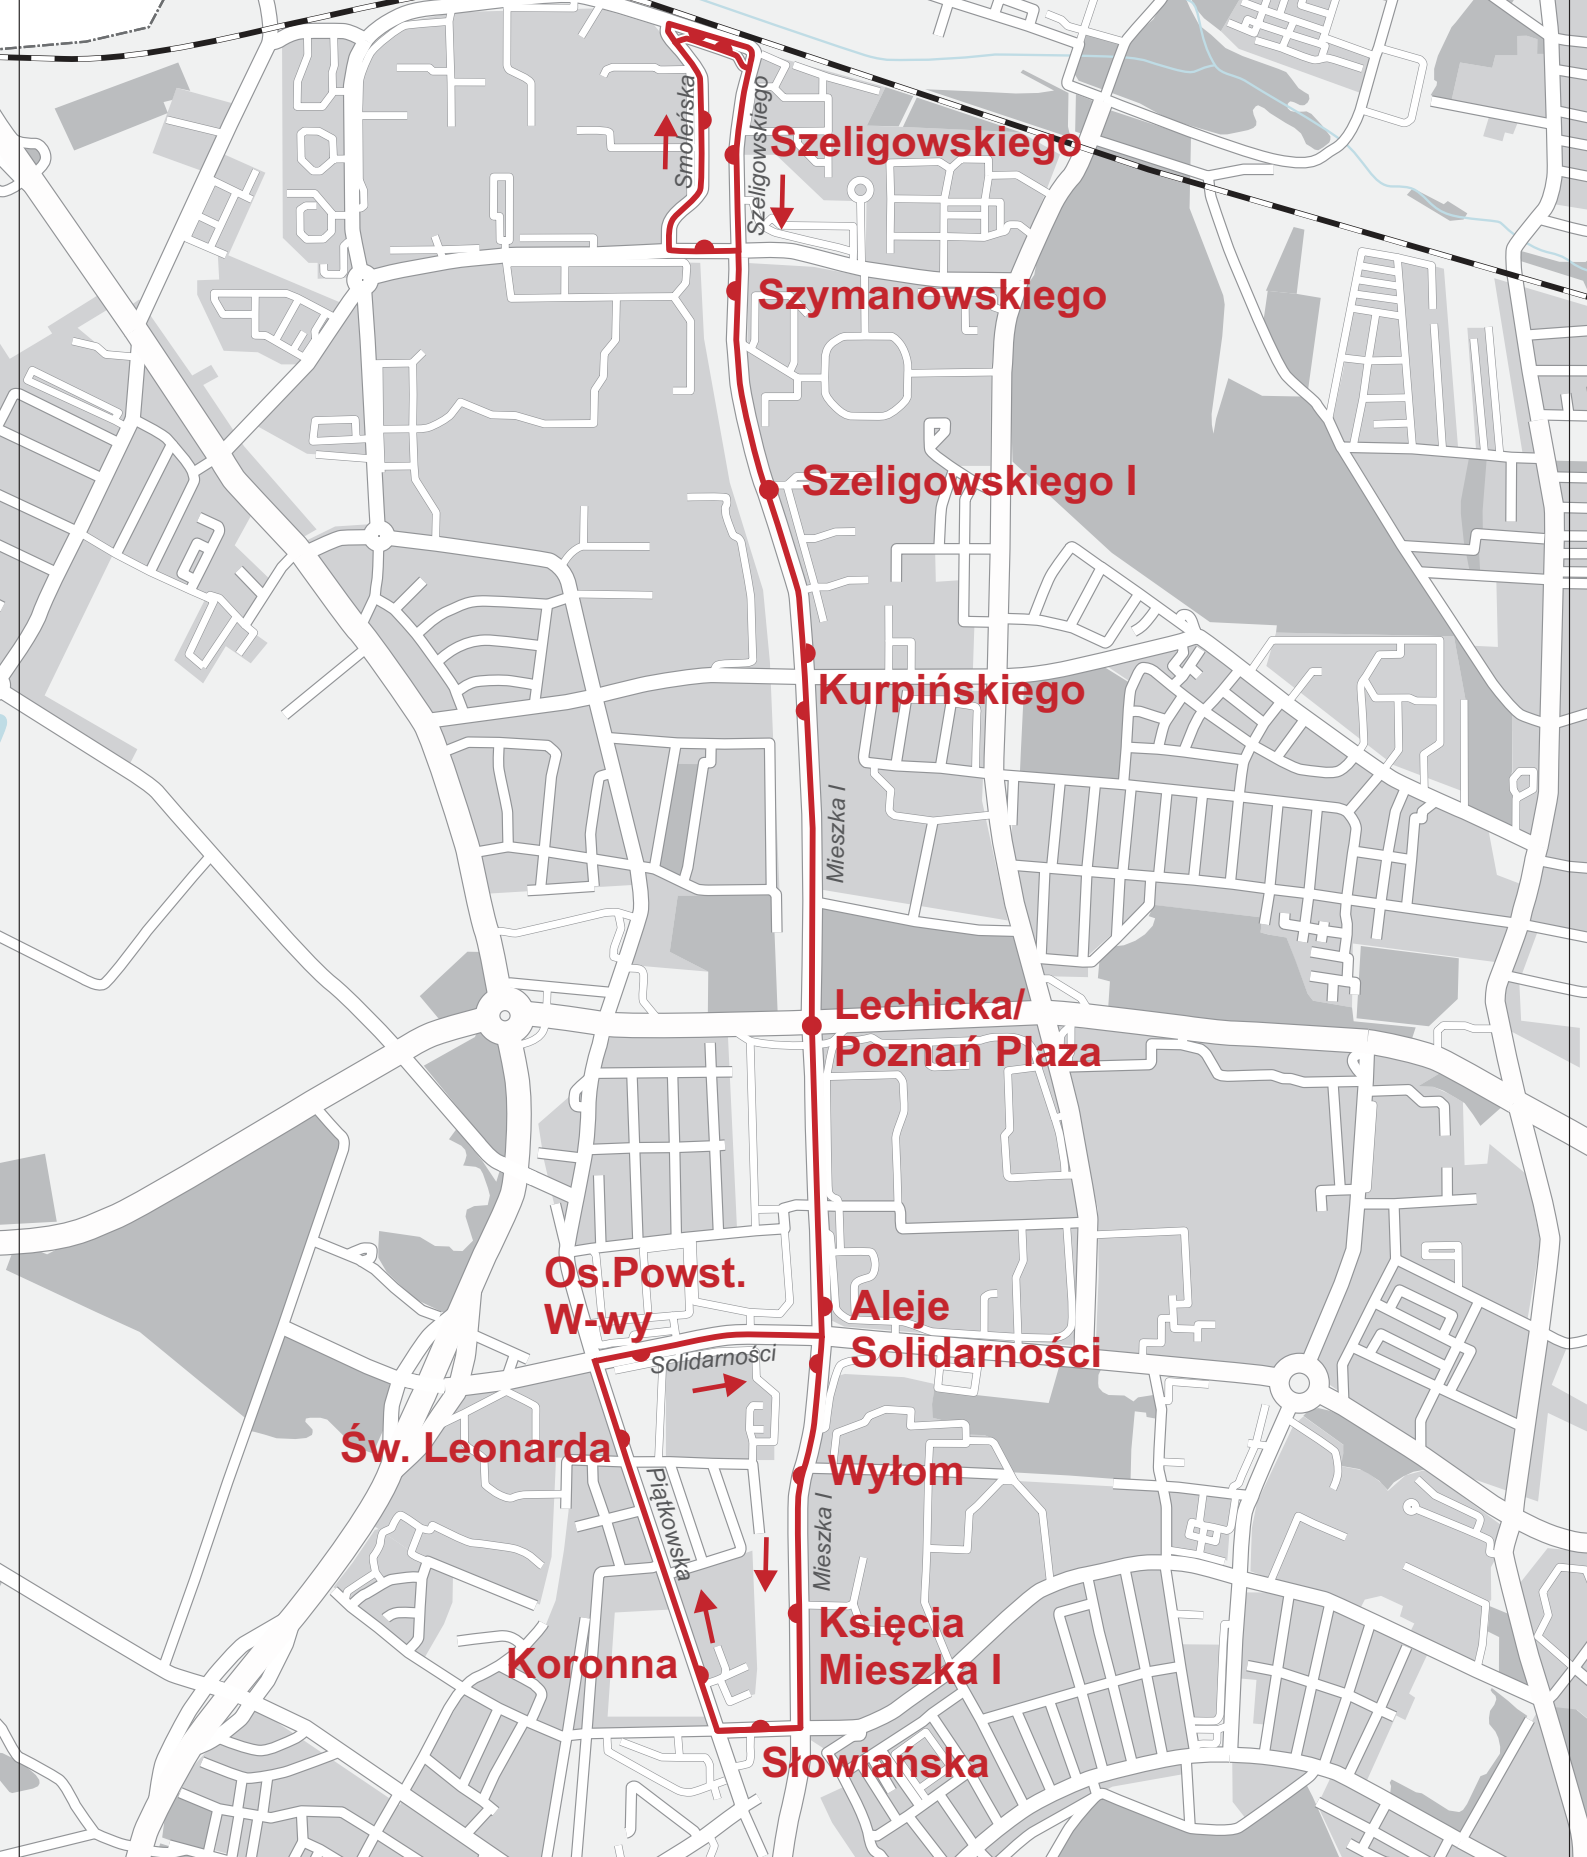 Smoleńska
Szeligowskiego
Szeligowskiego
Szymanowskiego
Szeligowskiego I
Kurpińskiego
Mieszka I
Lechicka/
Poznań Plaza
Os.Powst.
W-wy
Aleje
Solidarności
Solidarności
Św. Leonarda
Wyłom
Piątkowska
Mieszka I
Księcia
Mieszka I
Koronna
Słowiańska